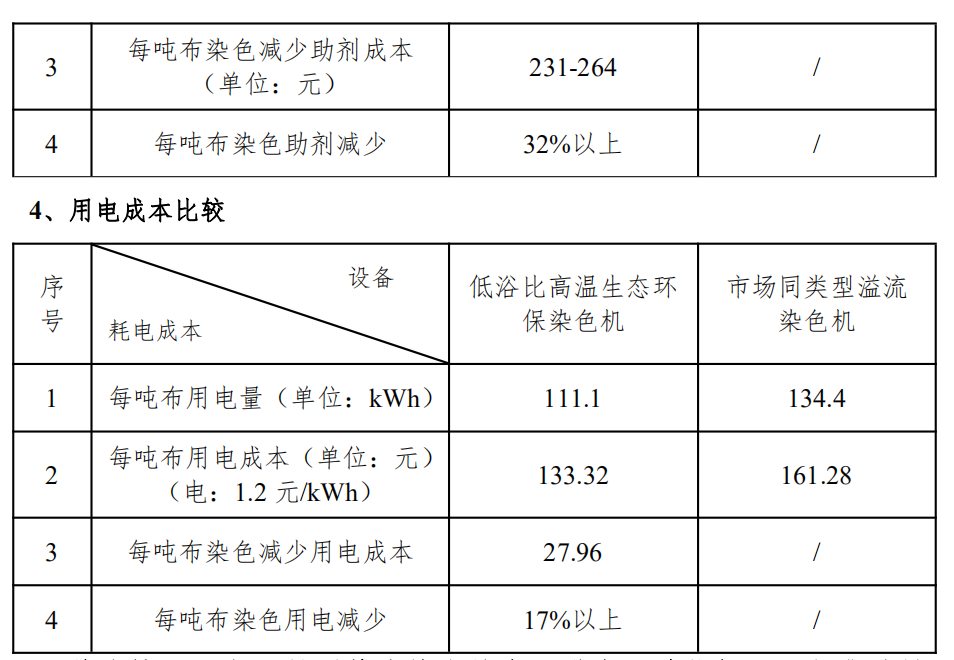 3 每吨布染色减少助剂成本 231-264 /
（单位：元）
4 每吨布染色助剂减少 32%以上 /
4、用电成本比较
序号 设备
耗电成本 低浴比高温生态环保染色机 市场同类型溢流染色机
1 每吨布用电量（单位：kWh） 111.1 134.4
2 每吨布用电成本（单位：元） 133.32 161.28
（电：1.2 元/kWh）
3 每吨布染色减少用电成本 27.96 /
4 每吨布染色用电减少 17%以上 /